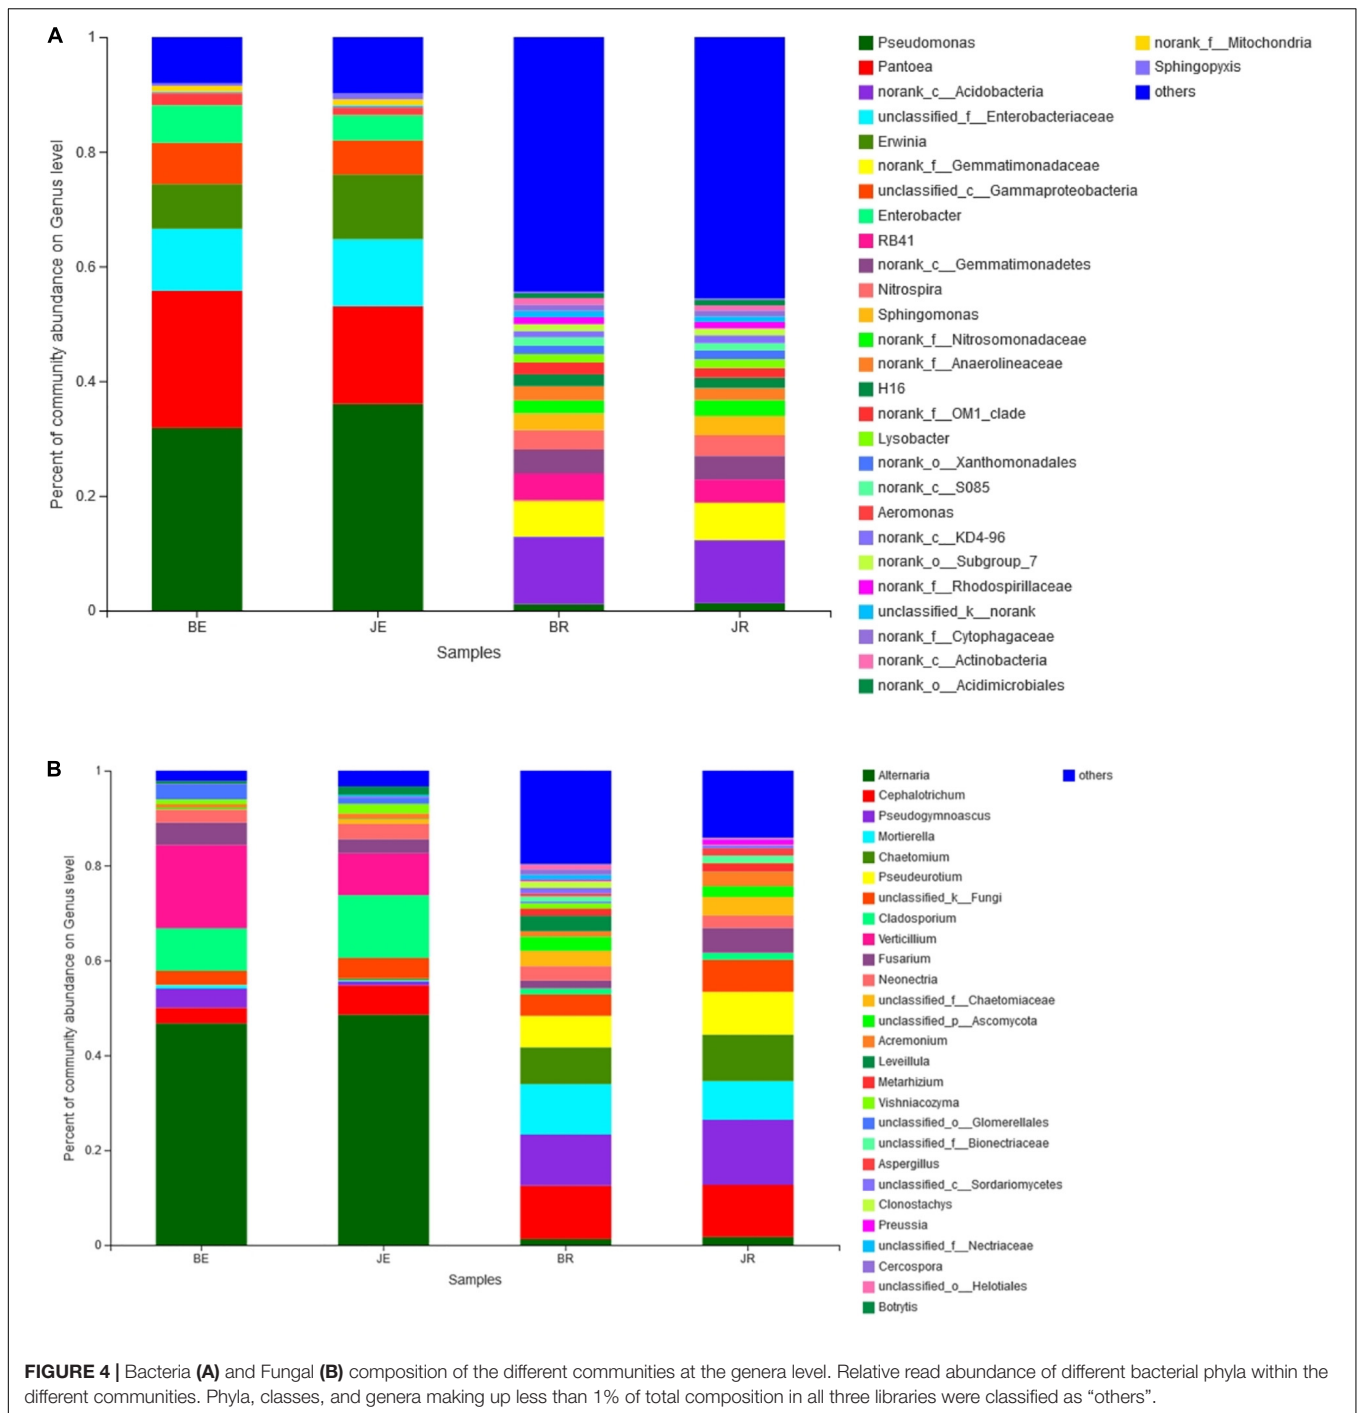 A
1
0.8
0.6
0.4
0.2
0
Percent of community abundance on Genus level
BE JE BR JR
Samples
Pseudomonas
Pantoea
norank_c__Acidobacteria
unclassified_f__Enterobacteriaceae
Erwinia
norank_f__Gemmatimonadaceae
unclassified_c__Gammaproteobacteria
Enterobacter
RB41
norank_c__Gemmatimonadetes
Nitrospira
Sphingomonas
norank_f__Nitrosomonadaceae
norank_f__Anaerolineaceae
H16
norank_f__OM1_clade
Lysobacter
norank_o__Xanthomonadales
norank_c__S085
Aeromonas
norank_c__KD4-96
norank_o__Subgroup_7
norank_f__Rhodospirillaceae
unclassified_k__norank
norank_f__Cytophagaceae
norank_c__Actinobacteria
norank_o__Acidimicrobiales
norank_f__Mitochondria
Sphingopyxis
others
B
1
0.8
0.6
0.4
0.2
0
Percent of community abundance on Genus level
BE JE BR JR
Samples
Alternaria
Cephalotrichum
Pseudogymnoascus
Mortierella
Chaetomium
Pseudeurotium
unclassified_k__Fungi
Cladosporium
Verticillium
Fusarium
Neonectria
unclassified_f__Chaetomiaceae
unclassified_p__Ascomycota
Acremonium
Leveillula
Metarhizium
Vishniacozyma
unclassified_o__Glomerellales
unclassified_f__Bionectriaceae
Aspergillus
unclassified_c__Sordariomycetes
Clonostachys
Preussia
unclassified_f__Nectriaceae
Cercospora
unclassified_o__Helotiales
Botrytis
others
FIGURE 4 | Bacteria (A) and Fungal (B) composition of the different communities at the genera level. Relative read abundance of different bacterial phyla within the
different communities. Phyla, classes, and genera making up less than 1% of total composition in all three libraries were classified as “others”.